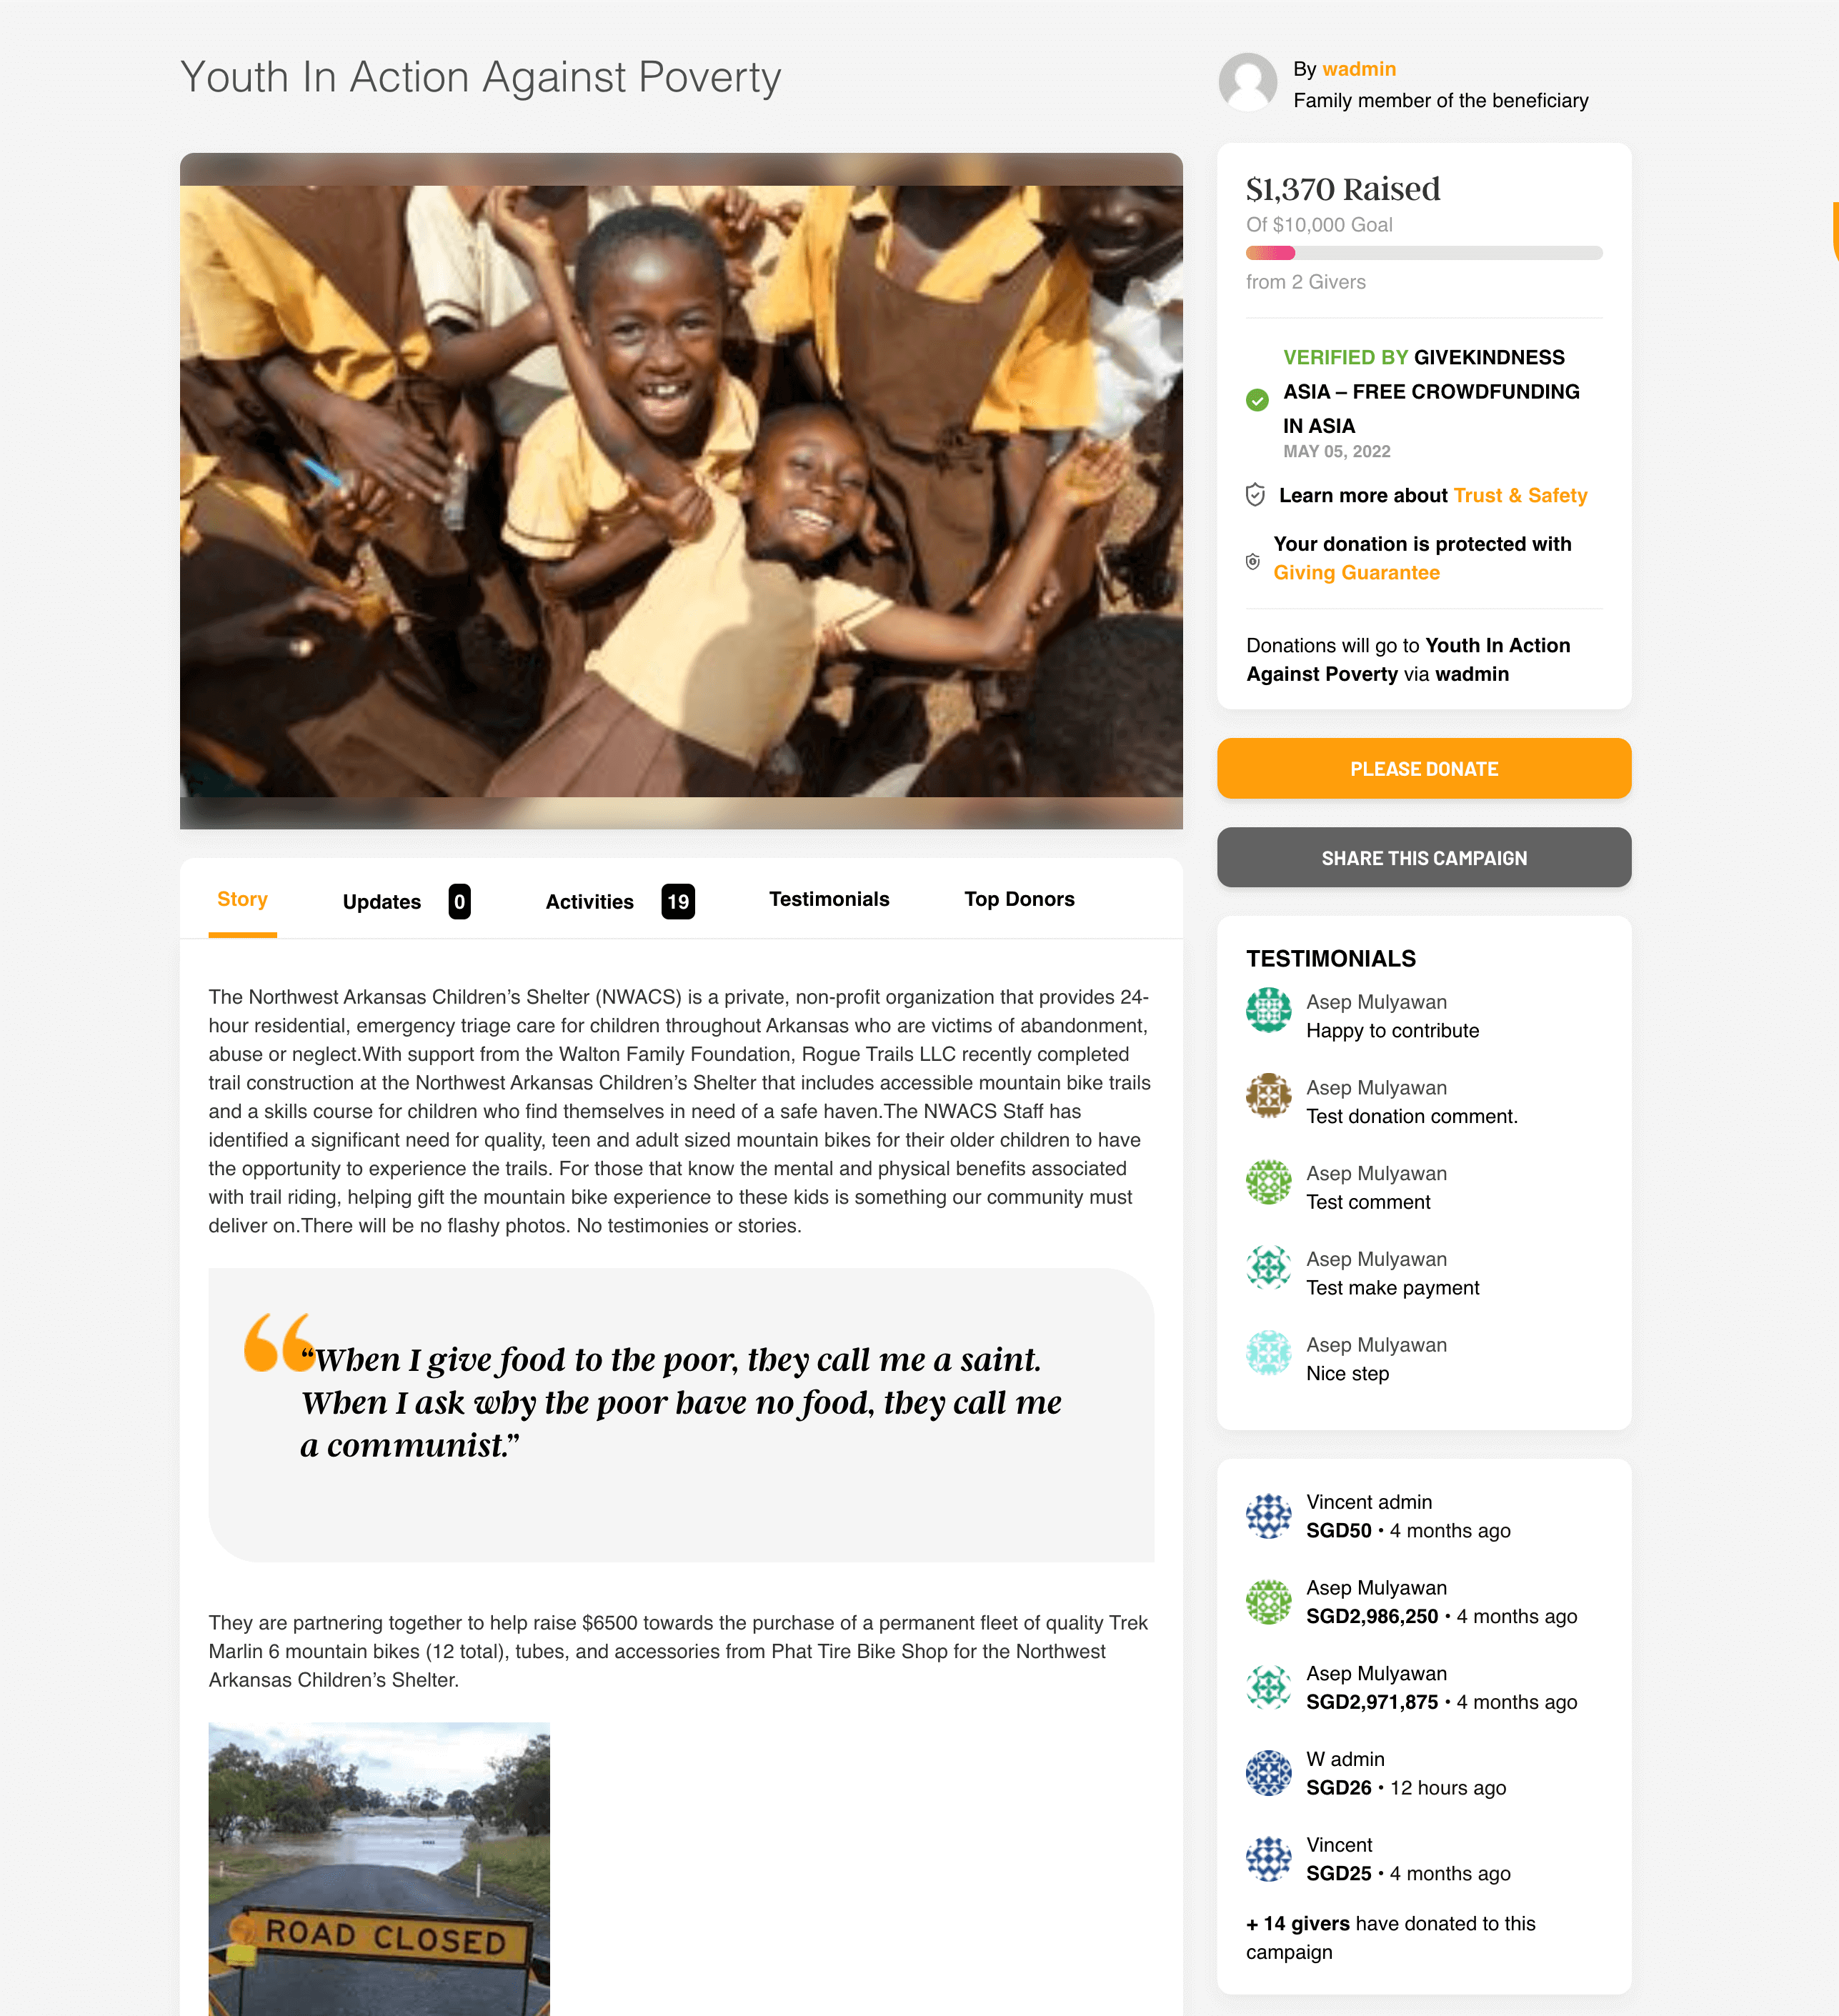 Youth In Action Against Poverty
By wadmin
Family member of the beneficiary
$1,370 Raised
Of $10,000 Goal
from 2 Givers
VERIFIED BY GIVEKINDNESS
ASIA – FREE CROWDFUNDING
IN ASIA
MAY 05, 2022
Learn more about Trust & Safety
Your donation is protected with
Giving Guarantee
Donations will go to Youth In Action
Against Poverty via wadmin
PLEASE DONATE
SHARE THIS CAMPAIGN
Story Updates 0 Activities 19 Testimonials Top Donors
The Northwest Arkansas Children’s Shelter (NWACS) is a private, non-profit organization that provides 24-
hour residential, emergency triage care for children throughout Arkansas who are victims of abandonment,
abuse or neglect.With support from the Walton Family Foundation, Rogue Trails LLC recently completed
trail construction at the Northwest Arkansas Children’s Shelter that includes accessible mountain bike trails
and a skills course for children who find themselves in need of a safe haven.The NWACS Staff has
identified a significant need for quality, teen and adult sized mountain bikes for their older children to have
the opportunity to experience the trails. For those that know the mental and physical benefits associated
with trail riding, helping gift the mountain bike experience to these kids is something our community must
deliver on.There will be no flashy photos. No testimonies or stories.
“When I give food to the poor, they call me a saint.
When I ask why the poor have no food, they call me
a communist.”
They are partnering together to help raise $6500 towards the purchase of a permanent fleet of quality Trek
Marlin 6 mountain bikes (12 total), tubes, and accessories from Phat Tire Bike Shop for the Northwest
Arkansas Children’s Shelter.
ROAD CLOSED
TESTIMONIALS
Asep Mulyawan
Happy to contribute
Asep Mulyawan
Test donation comment.
Asep Mulyawan
Test comment
Asep Mulyawan
Test make payment
Asep Mulyawan
Nice step
Vincent admin
SGD50 • 4 months ago
Asep Mulyawan
SGD2,986,250 • 4 months ago
Asep Mulyawan
SGD2,971,875 • 4 months ago
W admin
SGD26 • 12 hours ago
Vincent
SGD25 • 4 months ago
+ 14 givers have donated to this
campaign